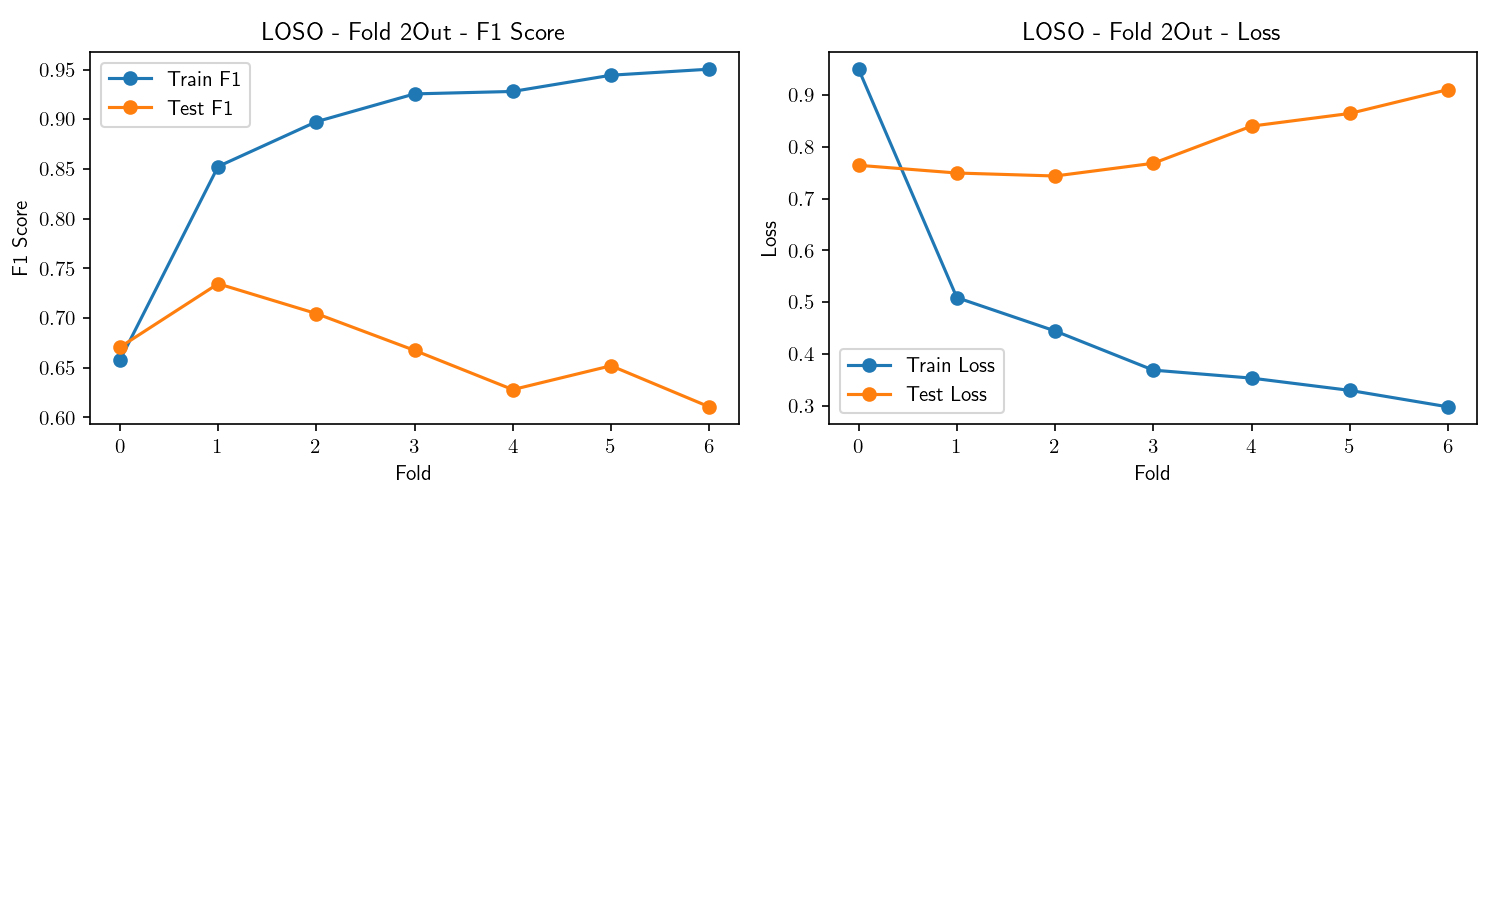 LOSO - Fold 2Out - F1 Score
Train F1
Test F1
F1 Score
0.95
0.90
0.85
0.80
0.75
0.70
0.65
0.60
0 1 2 3 4 5 6
Fold
LOSO - Fold 2Out - Loss
Loss
0.9
0.8
0.7
0.6
0.5
0.4
0.3
Train Loss
Test Loss
0 1 2 3 4 5 6
Fold